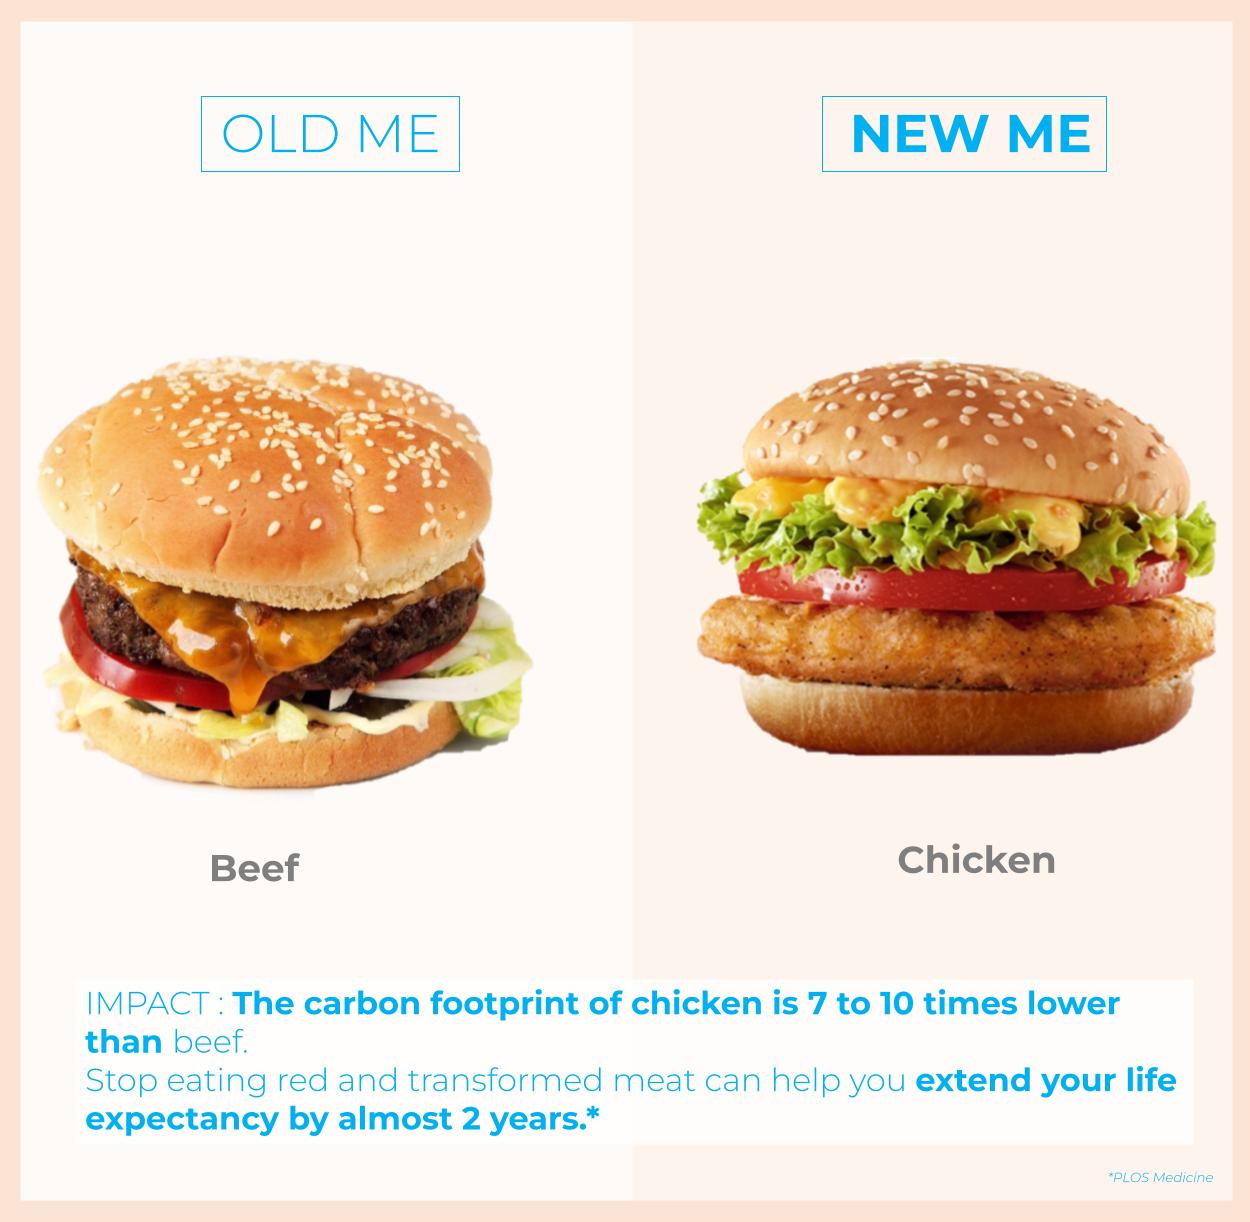 OLD ME
NEW ME
Beef
Chicken
IMPACT : The carbon footprint of chicken is 7 to 10 times lower
than beef.
Stop eating red and transformed meat can help you extend your life
expectancy by almost 2 years.*
*PLOS Medicine